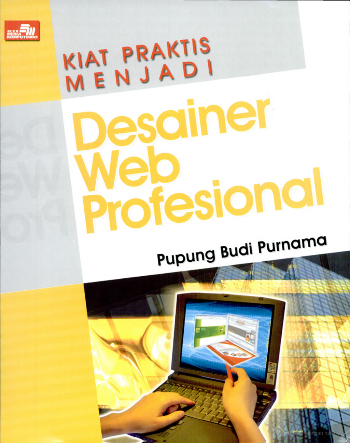 KIAT PRAKTIS
MENJADI
Desainer
Web
Profesional
Pupung Budi Purnama